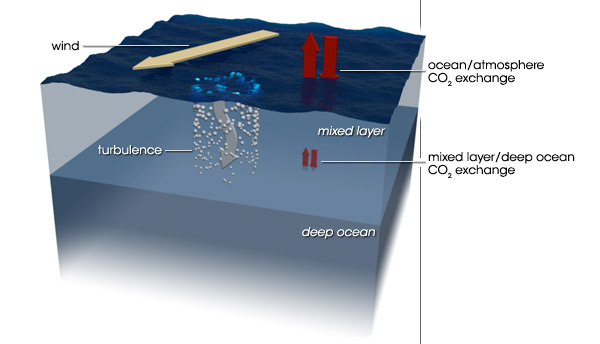 wind
ocean/atmosphere
CO₂ exchange
mixed layer
turbulence
mixed layer/deep ocean
CO₂ exchange
deep ocean